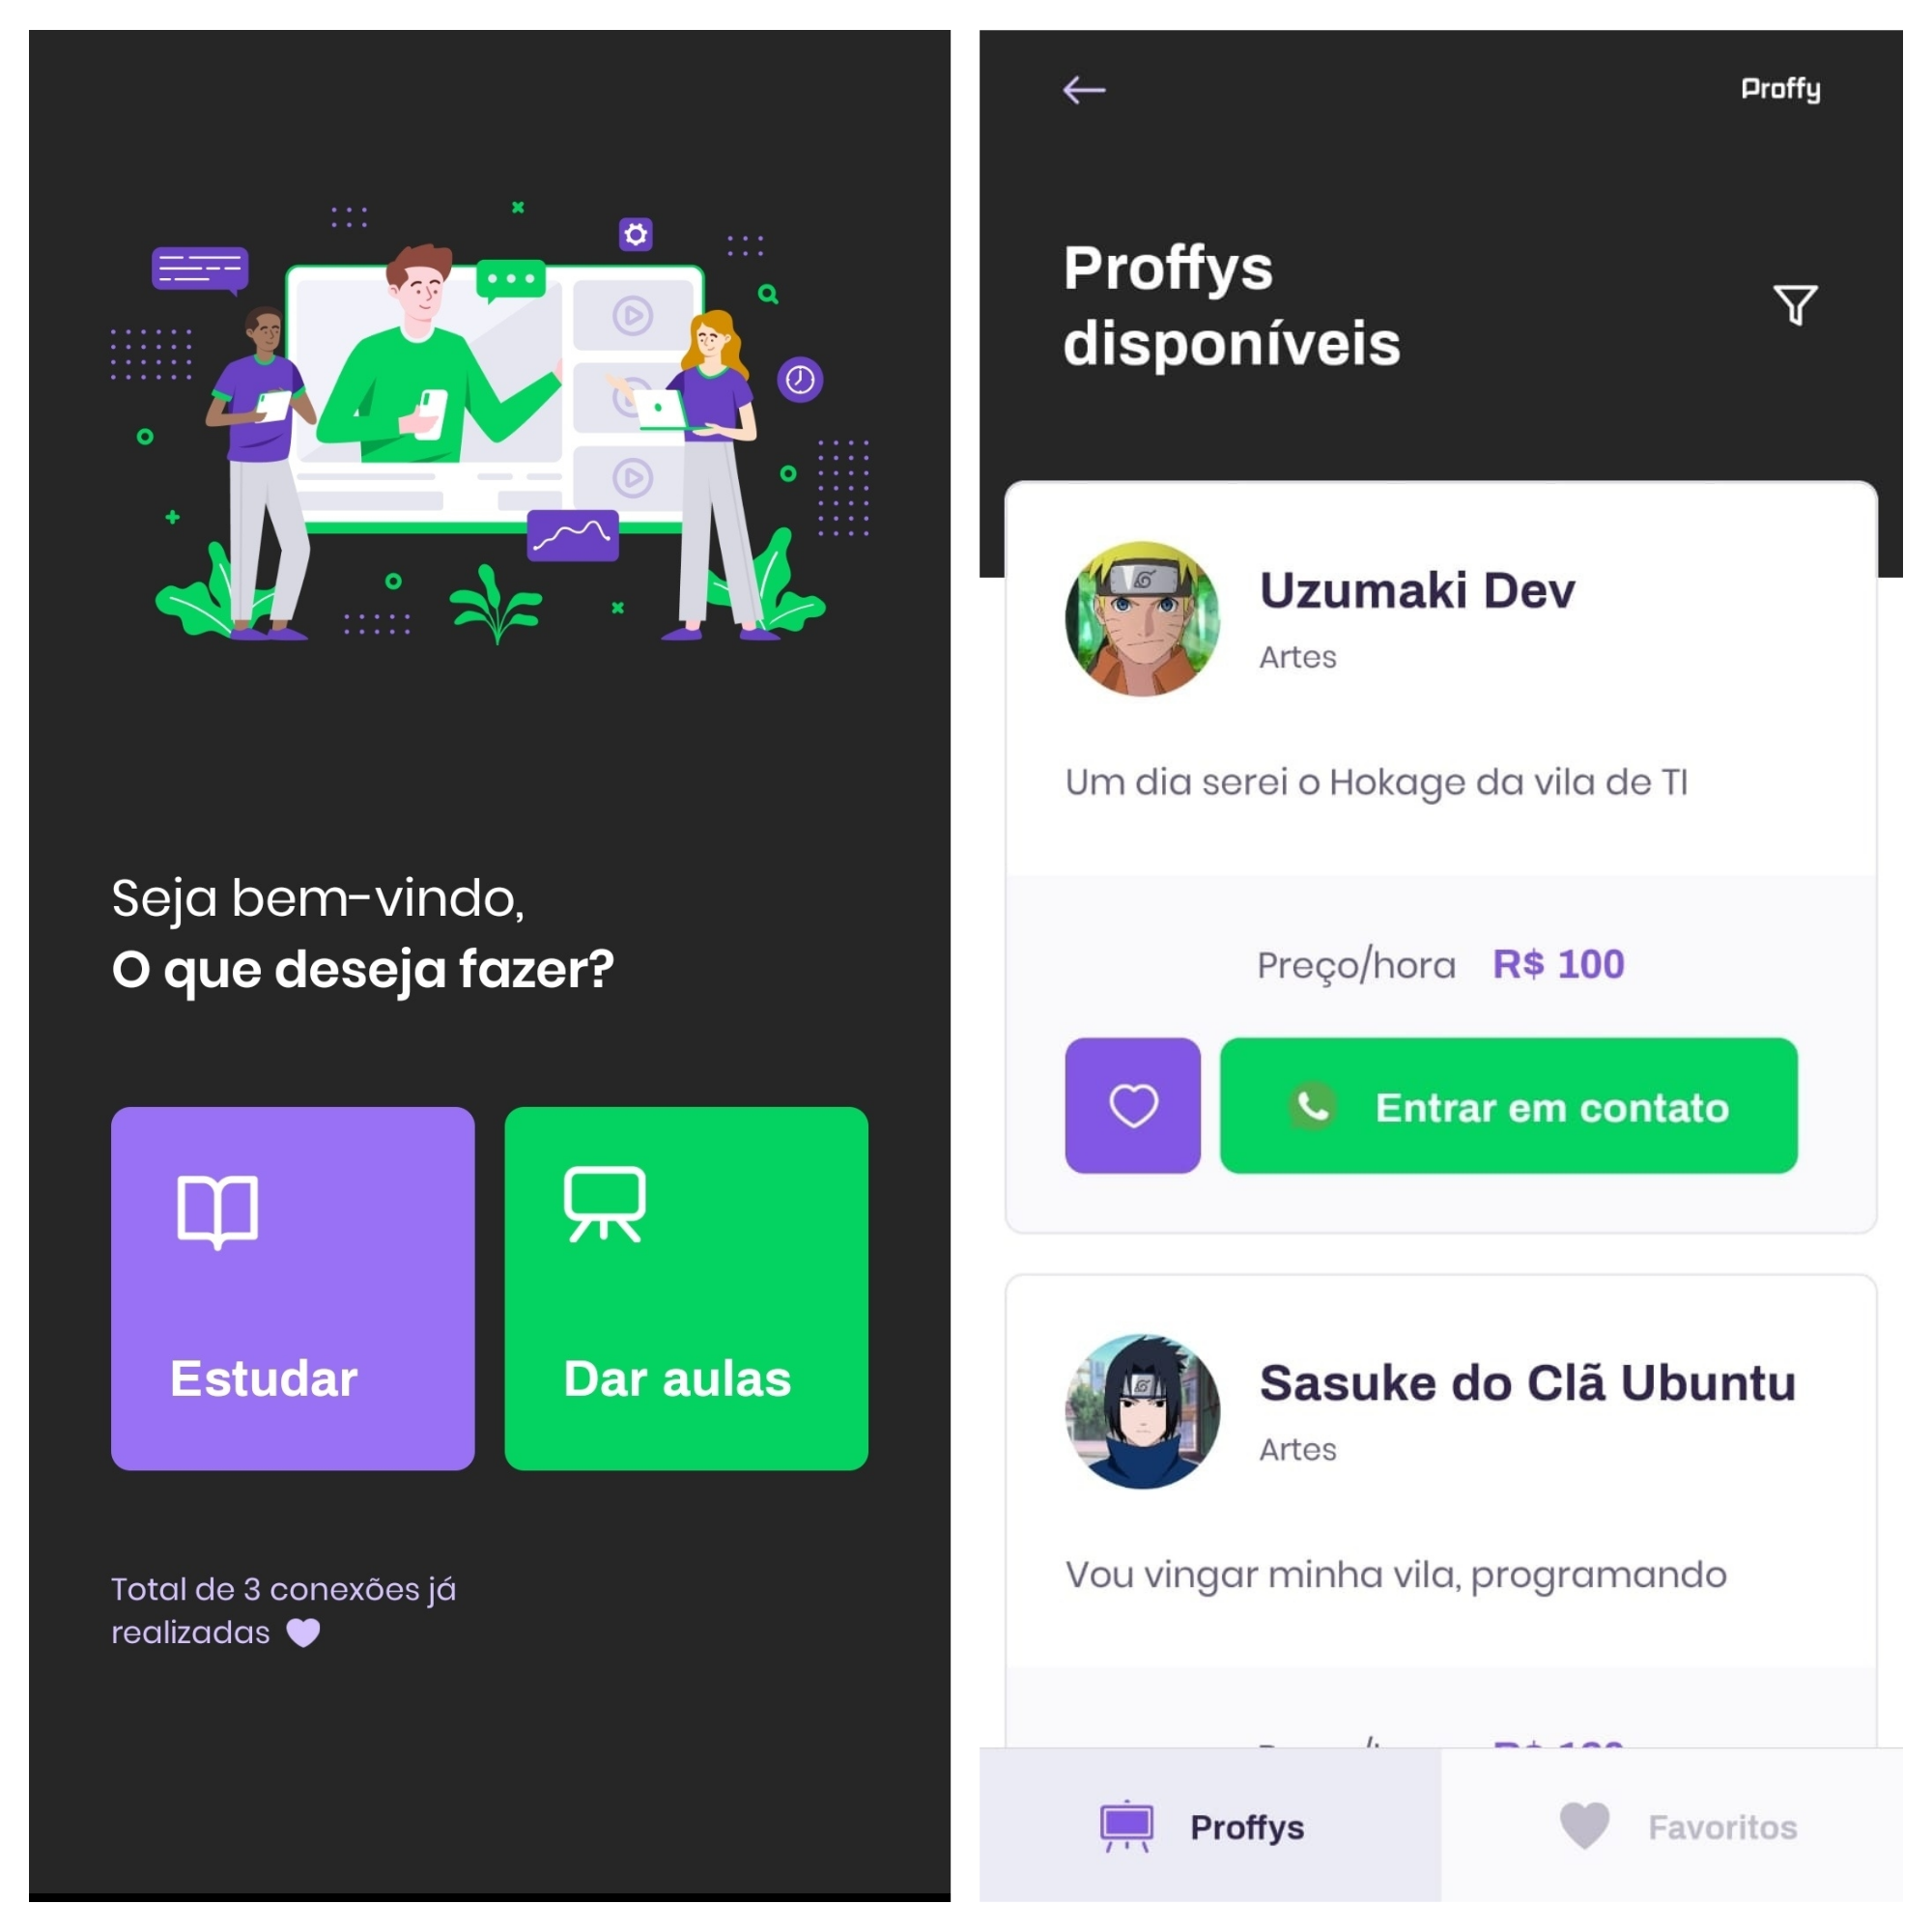 Seja bem-vindo,
O que deseja fazer?
Estudar
Dar aulas
Total de 3 conexões já
realizadas
Proffy
Proffys
disponíveis
Uzumaki Dev
Artes
Um dia serei o Hokage da vila de TI
Preço/hora R$ 100
Entrar em contato
Sasuke do Clã Ubuntu
Artes
Vou vingar minha vila, programando
Proffys
Favoritos